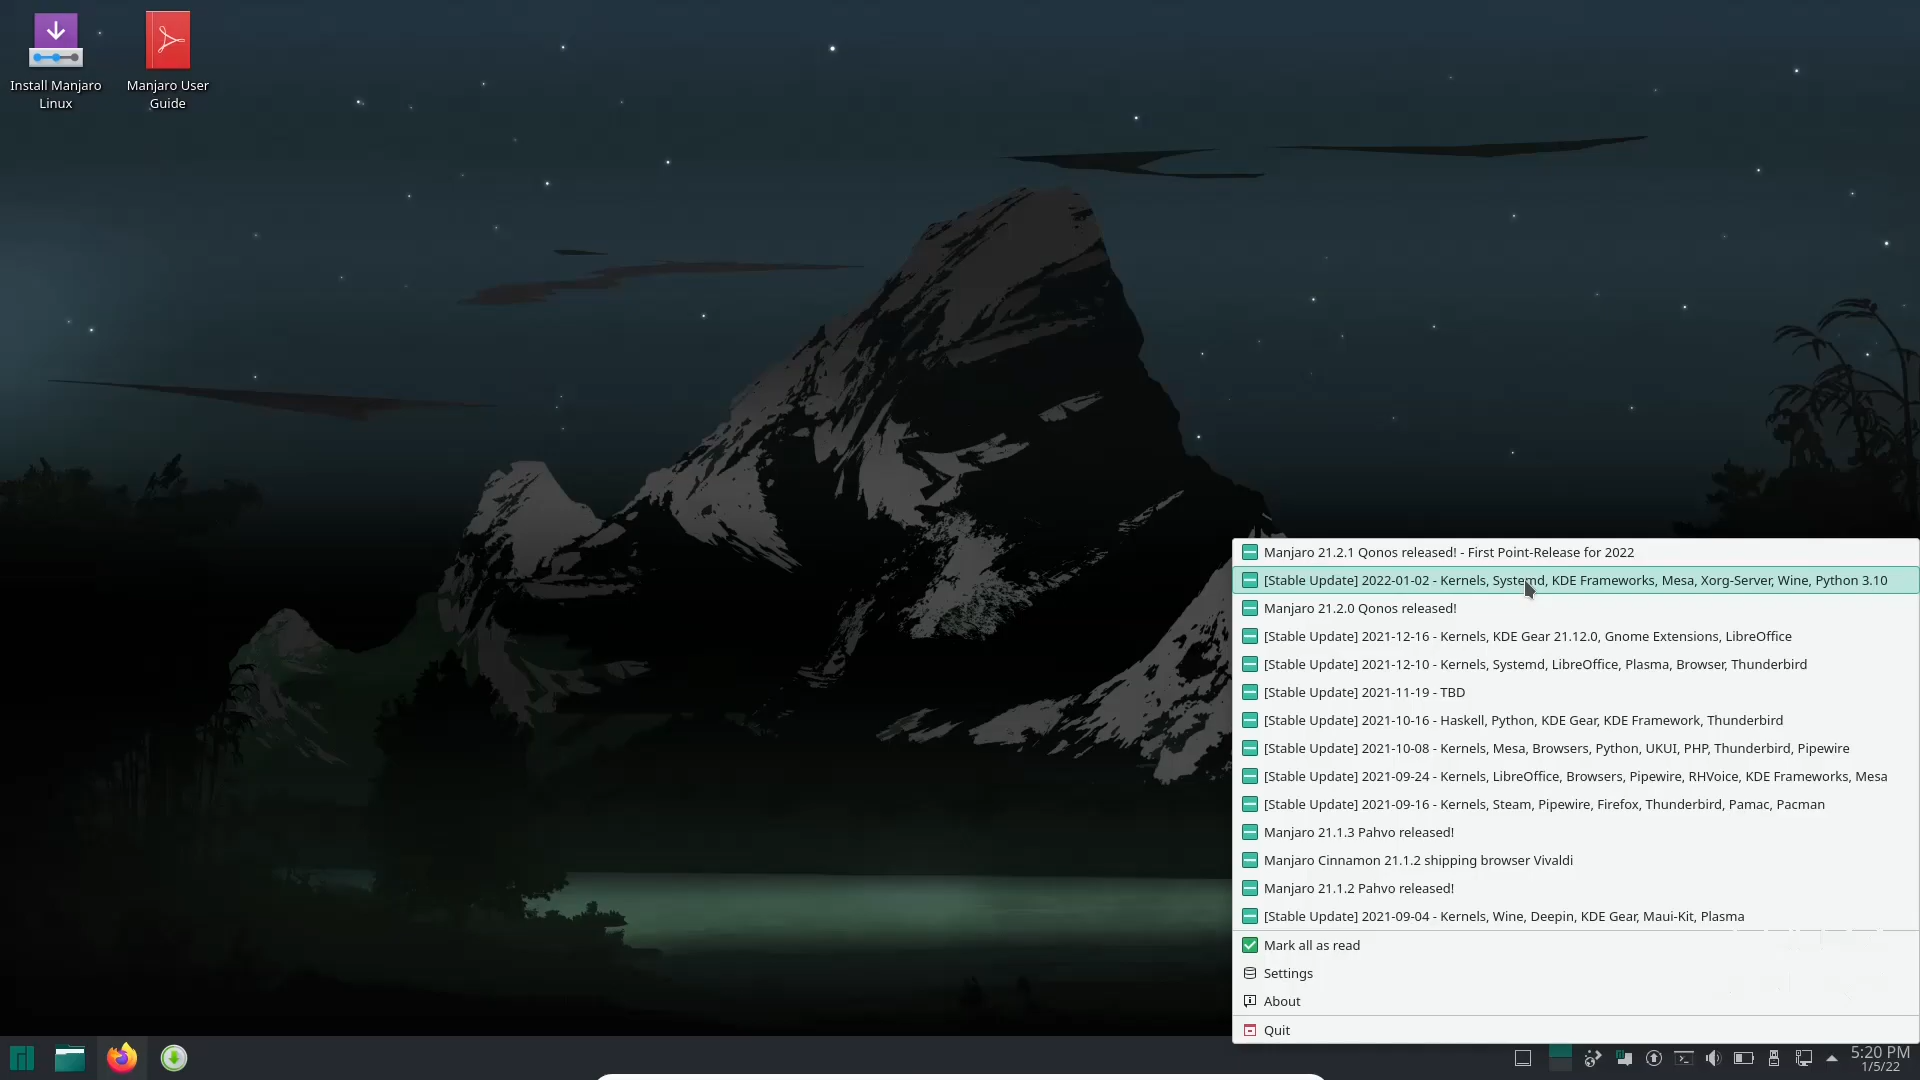 Install Manjaro
Linux
Manjaro User
Guide
Manjaro 21.2.1 Qonos released! - First Point-Release for 2022
[Stable Update] 2022-01-02 - Kernels, Systemd, KDE Frameworks, Mesa, Xorg-Server, Wine, Python 3.10
Manjaro 21.2.0 Qonos released!
[Stable Update] 2021-12-16 - Kernels, KDE Gear 21.12.0, Gnome Extensions, LibreOffice
[Stable Update] 2021-12-10 - Kernels, Systemd, LibreOffice, Plasma, Browser, Thunderbird
[Stable Update] 2021-11-19 - TBD
[Stable Update] 2021-10-16 - Haskell, Python, KDE Gear, KDE Framework, Thunderbird
[Stable Update] 2021-10-08 - Kernels, Mesa, Browsers, Python, UKUI, PHP, Thunderbird, Pipewire
[Stable Update] 2021-09-24 - Kernels, LibreOffice, Browsers, Pipewire, RHVoice, KDE Frameworks, Mesa
[Stable Update] 2021-09-16 - Kernels, Steam, Pipewire, Firefox, Thunderbird, Pamac, Pacman
Manjaro 21.1.3 Pahvo released!
Manjaro Cinnamon 21.1.2 shipping browser Vivaldi
Manjaro 21.1.2 Pahvo released!
[Stable Update] 2021-09-04 - Kernels, Wine, Deepin, KDE Gear, Maui-Kit, Plasma
Mark all as read
Settings
About
Quit
5:20 PM
1/5/22